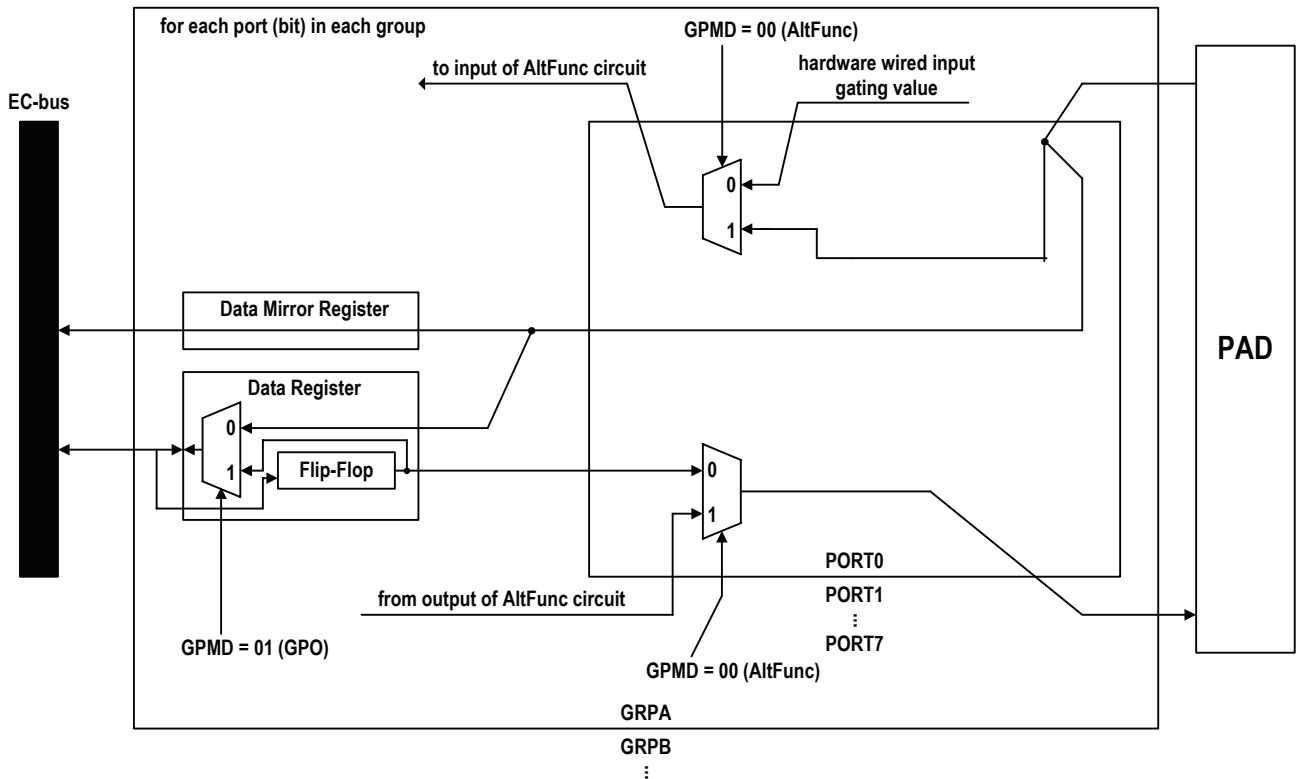 for each port (bit) in each group
GPMD = 00 (AltFunc)
to input of AltFunc circuit
hardware wired input
gating value
EC-bus
0
1
Data Mirror Register
PAD
Data Register
0
1
Flip-Flop
0
1
PORT0
from output of AltFunc circuit
PORT1
⋮
PORT7
GPMD = 01 (GPO)
GPMD = 00 (AltFunc)
GRPA
GRPB
⋮